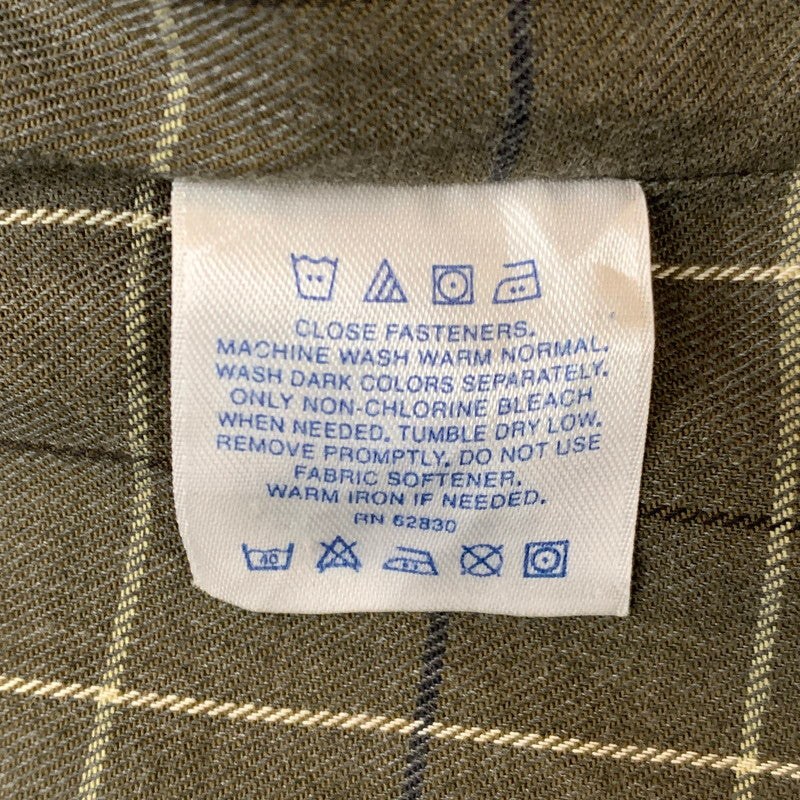 CLOSE FASTENERS.
MACHINE WASH WARM NORMAL.
WASH DARK COLORS SEPARATELY.
ONLY NON-CHLORINE BLEACH
WHEN NEEDED. TUMBLE DRY LOW.
REMOVE PROMPTLY. DO NOT USE
FABRIC SOFTENER.
WARM IRON IF NEEDED.
RN 62830
40